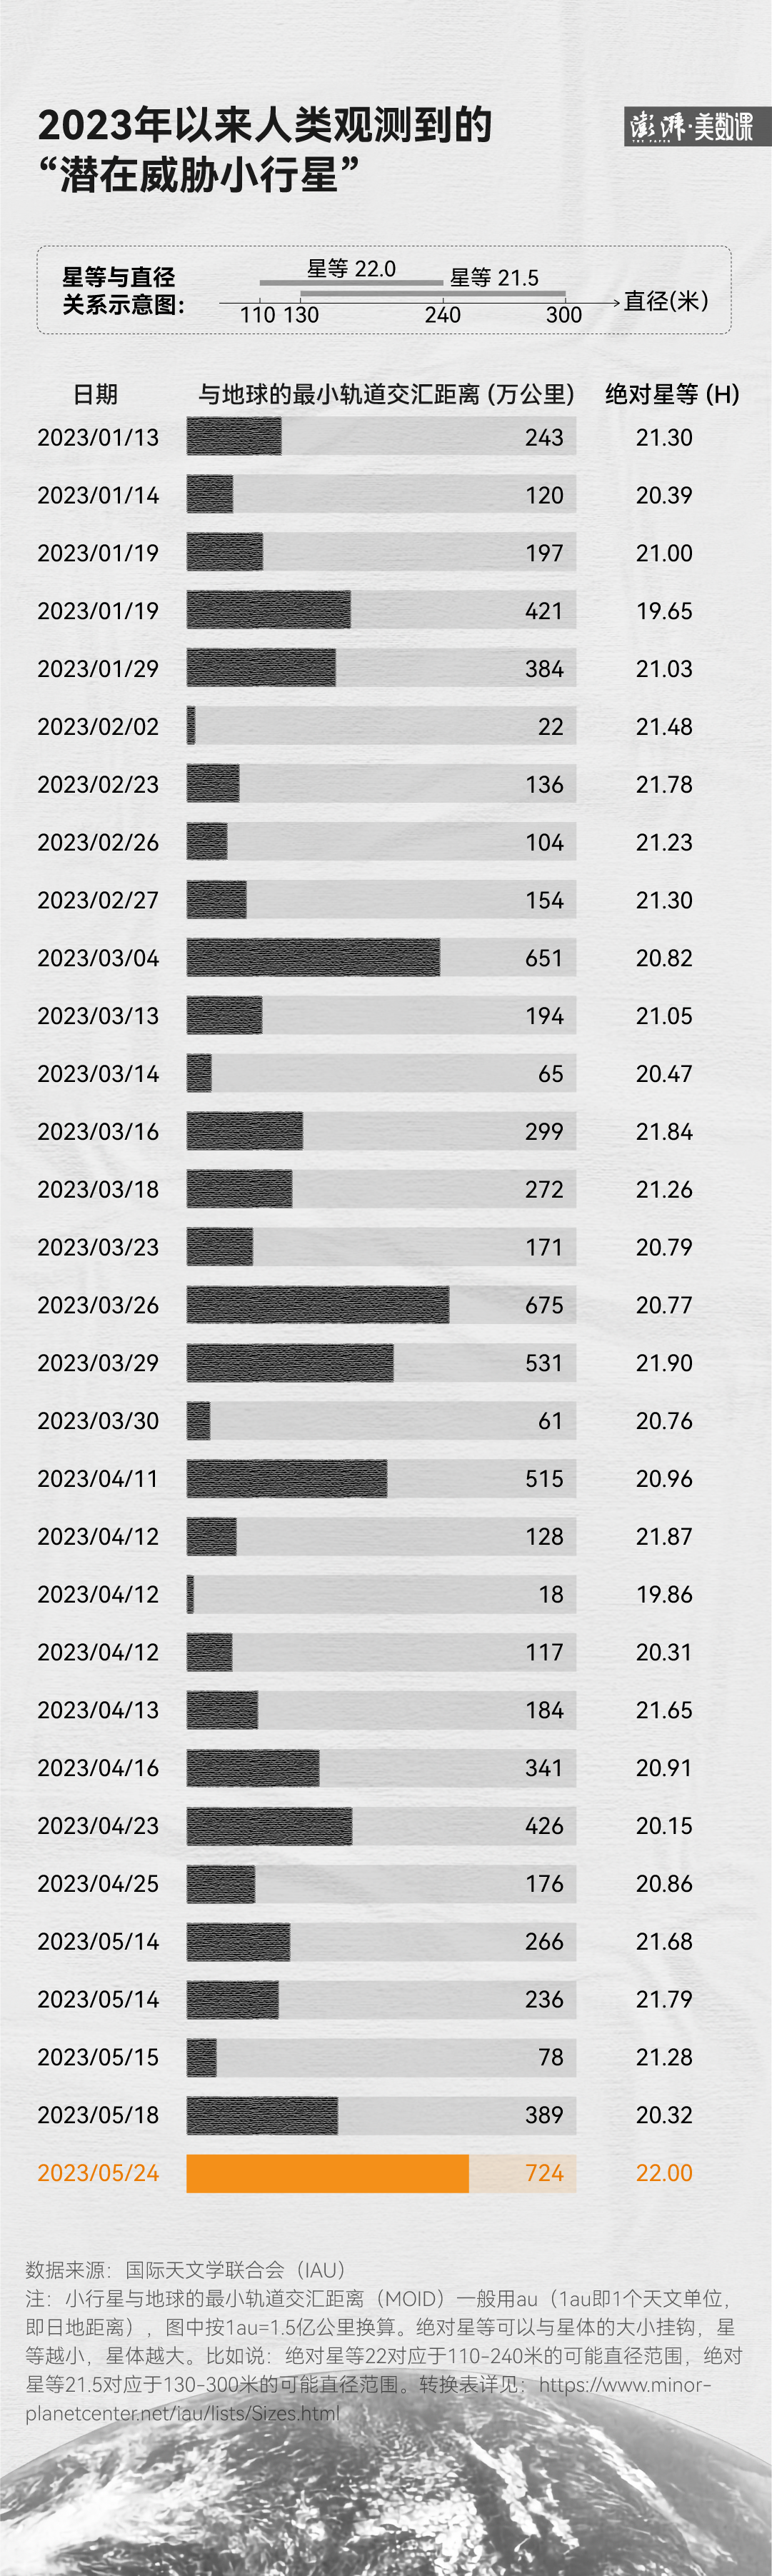 2023年以来人类观测到的
“潜在威胁小行星”
澎湃·美数课
THE PAPER
星等与直径
关系示意图:
星等 22.0
星等 21.5
110 130 240 300 直径(米)
日期 与地球的最小轨道交汇距离 (万公里) 绝对星等 (H)
2023/01/13 243 21.30
2023/01/14 120 20.39
2023/01/19 197 21.00
2023/01/19 421 19.65
2023/01/29 384 21.03
2023/02/02 22 21.48
2023/02/23 136 21.78
2023/02/26 104 21.23
2023/02/27 154 21.30
2023/03/04 651 20.82
2023/03/13 194 21.05
2023/03/14 65 20.47
2023/03/16 299 21.84
2023/03/18 272 21.26
2023/03/23 171 20.79
2023/03/26 675 20.77
2023/03/29 531 21.90
2023/03/30 61 20.76
2023/04/11 515 20.96
2023/04/12 128 21.87
2023/04/12 18 19.86
2023/04/12 117 20.31
2023/04/13 184 21.65
2023/04/16 341 20.91
2023/04/23 426 20.15
2023/04/25 176 20.86
2023/05/14 266 21.68
2023/05/14 236 21.79
2023/05/15 78 21.28
2023/05/18 389 20.32
2023/05/24 724 22.00
数据来源：国际天文学联合会（IAU）
注：小行星与地球的最小轨道交汇距离（MOID）一般用au（1au即1个天文单位，
即日地距离），图中按1au=1.5亿公里换算。绝对星等可以与星体的大小挂钩，星
等越小，星体越大。比如说：绝对星等22对应于110-240米的可能直径范围，绝对
星等21.5对应于130-300米的可能直径范围。转换表详见：https://www.minor-
planetcenter.net/iau/lists/Sizes.html